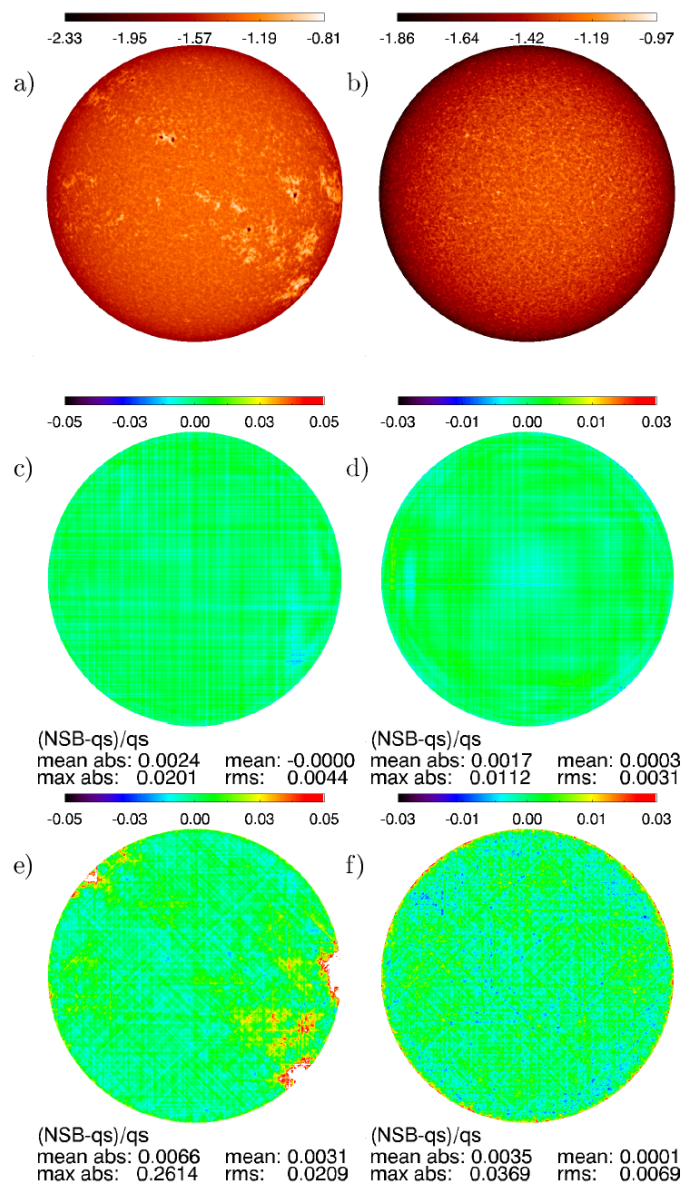 -2.33 -1.95 -1.57 -1.19 -0.81
-1.86 -1.64 -1.42 -1.19 -0.97
a)
b)
-0.05 -0.03 0.00 0.03 0.05
-0.03 -0.01 0.00 0.01 0.03
c)
d)
(NSB-qs)/qs
mean abs: 0.0024 mean: -0.0000
max abs: 0.0201 rms: 0.0044
(NSB-qs)/qs
mean abs: 0.0017 mean: 0.0003
max abs: 0.0112 rms: 0.0031
-0.05 -0.03 0.00 0.03 0.05
-0.03 -0.01 0.00 0.01 0.03
e)
f)
(NSB-qs)/qs
mean abs: 0.0066 mean: 0.0031
max abs: 0.2614 rms: 0.0209
(NSB-qs)/qs
mean abs: 0.0035 mean: 0.0001
max abs: 0.0369 rms: 0.0069